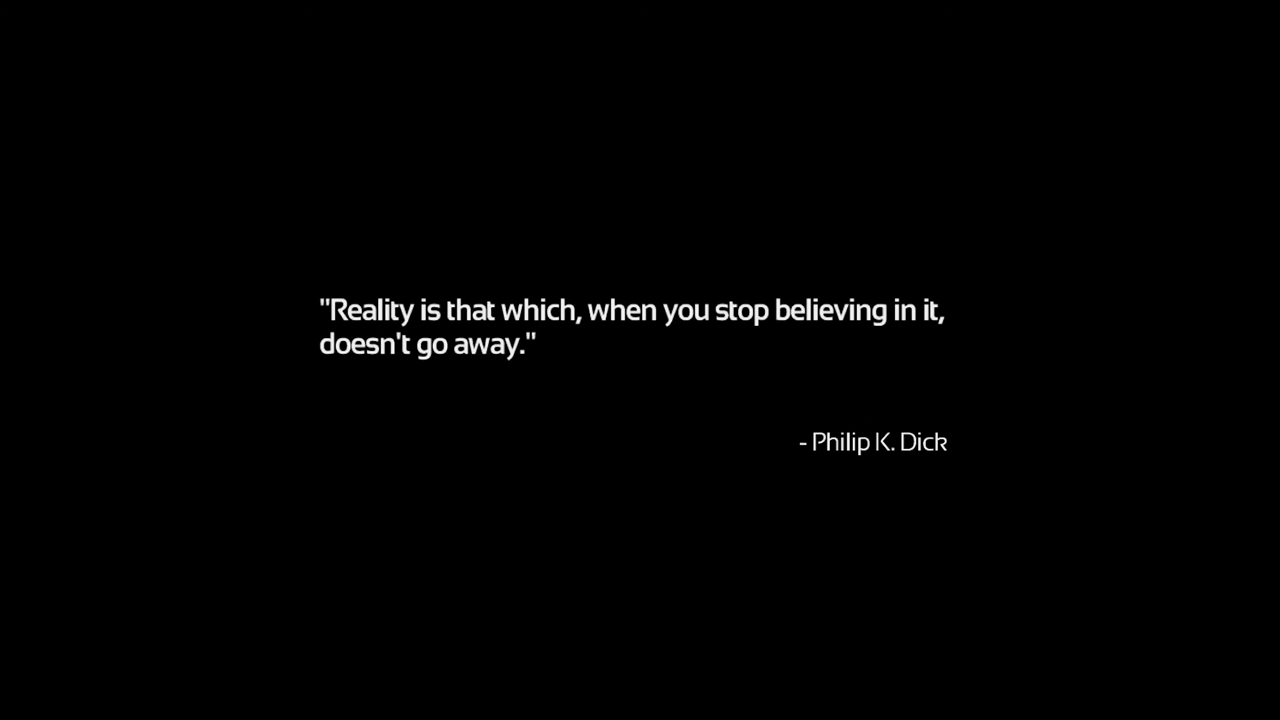 "Reality is that which, when you stop believing in it,
doesn't go away."
- Philip K. Dick